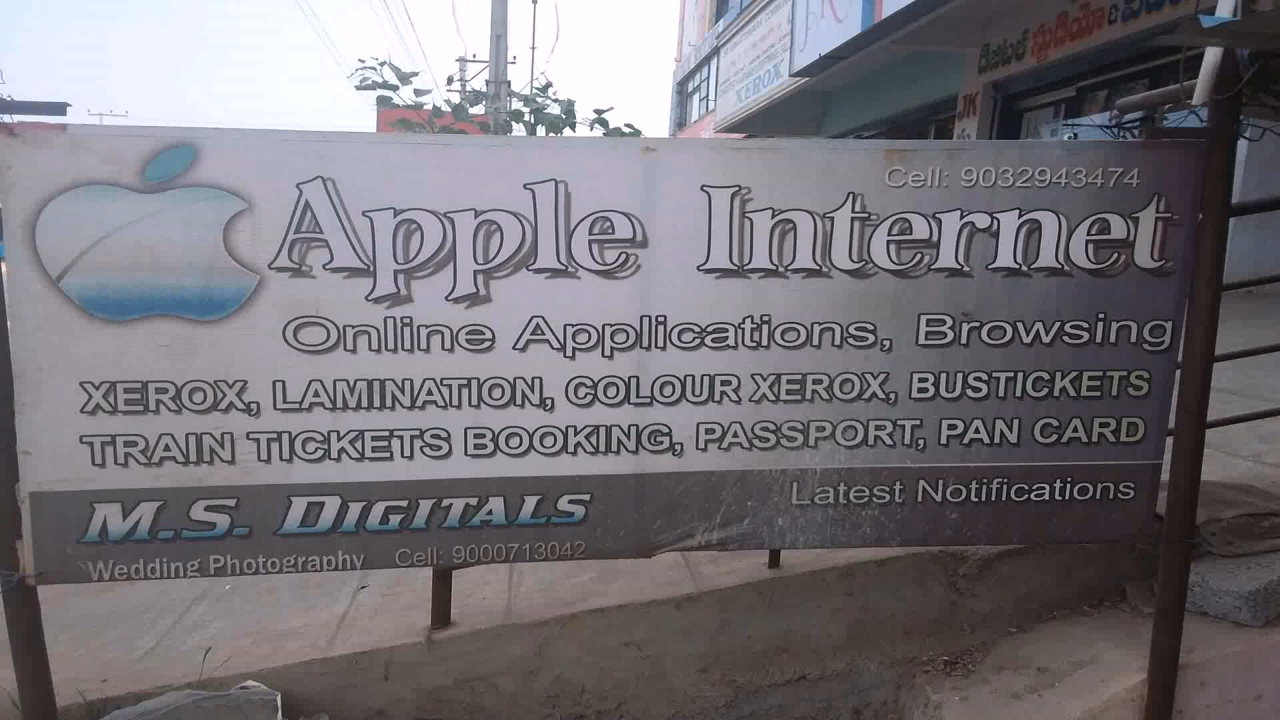 XEROX
డిజిటల్ స్టూడియో &
JK
Cell: 9032943474
Apple Internet
Online Applications, Browsing
XEROX, LAMINATION, COLOUR XEROX, BUSTICKETS
TRAIN TICKETS BOOKING, PASSPORT, PAN CARD
Latest Notifications
M.S. DIGITALS
Wedding Photography Cell: 9000713042